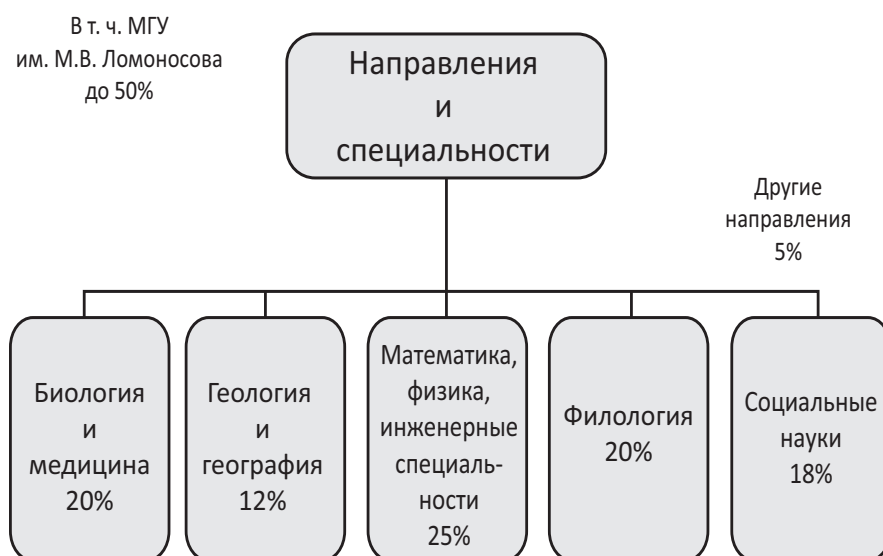 В т. ч. МГУ
им. М.В. Ломоносова
до 50%
Направления
и
специальности
Другие
направления
5%
Биология
и
медицина
20%
Геология
и
география
12%
Математика,
физика,
инженерные
специаль-
ности
25%
Филология
20%
Социальные
науки
18%